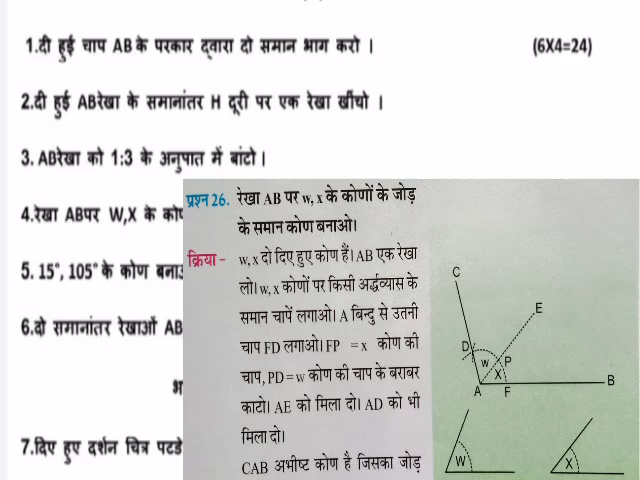 1.दी हुई चाप AB के परकार द्वारा दो समान भाग करो ।
(6X4=24)
2.दी हुई ABरेखा के समानांतर H दूरी पर एक रेखा खींचो ।
3. ABरेखा को 1:3 के अनुपात में बांटो ।
4.रेखा ABपर W,X के
5. 15°, 105° के कोण
6.दो समानांतर रेखाओं AB
7.दिए हुए दर्शन चित्र
प्रश्न 26. रेखा AB पर w, x के कोणों के जोड़
के समान कोण बनाओ।
क्रिया - w, x दो दिए हुए कोण हैं। AB एक रेखा
लो। w, x कोणों पर किसी अर्द्धव्यास के
समान चापें लगाओ। A बिन्दु से उतनी
चाप FD लगाओ। FP = x कोण की
चाप, PD = w कोण की चाप के बराबर
काटो। AE को मिला दो। AD को भी
मिला दो।
CAB अभीष्ट कोण है जिसका जोड़
C
E
D
W
P
X
A
F
B
W
X